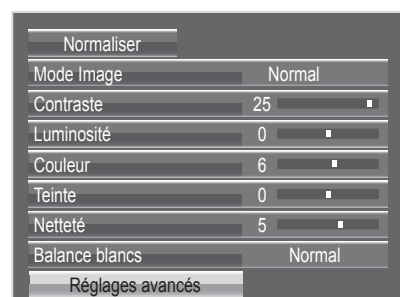 Normaliser
Mode Image Normal
Contraste 25
Luminosité 0
Couleur 6
Teinte 0
Netteté 5
Balance blancs Normal
Réglages avancés